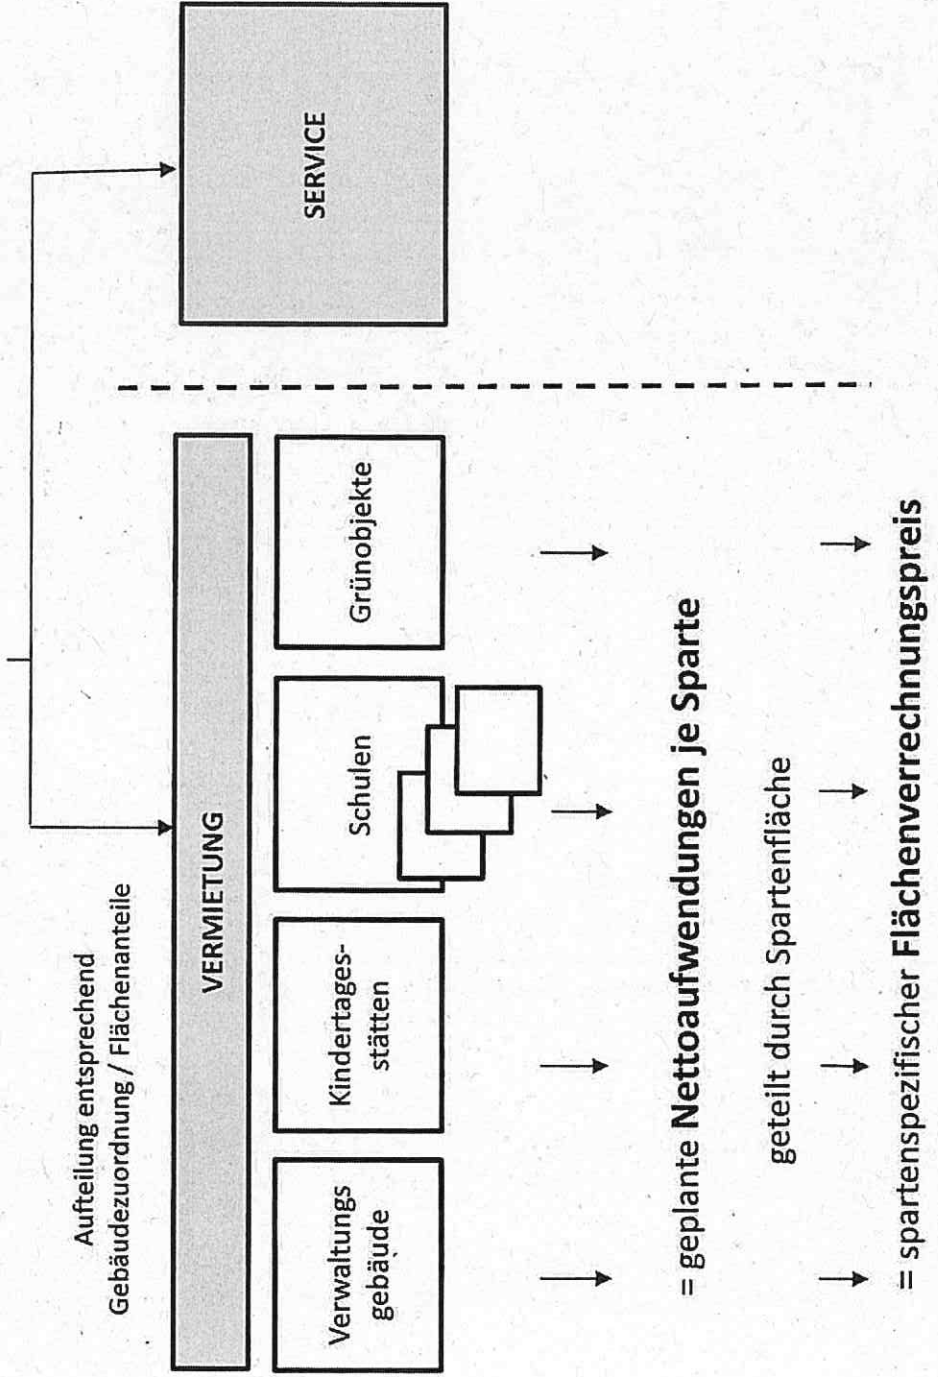 Aufteilung entsprechend
Gebäudezuordnung / Flächenanteile
VERMIETUNG
SERVICE
Verwaltungs
gebäude
Kindertages-
stätten
Schulen
Grünobjekte
= geplante Nettoaufwendungen je Sparte
geteilt durch Spartenfläche
= spartenspezifischer Flächenverrechnungspreis